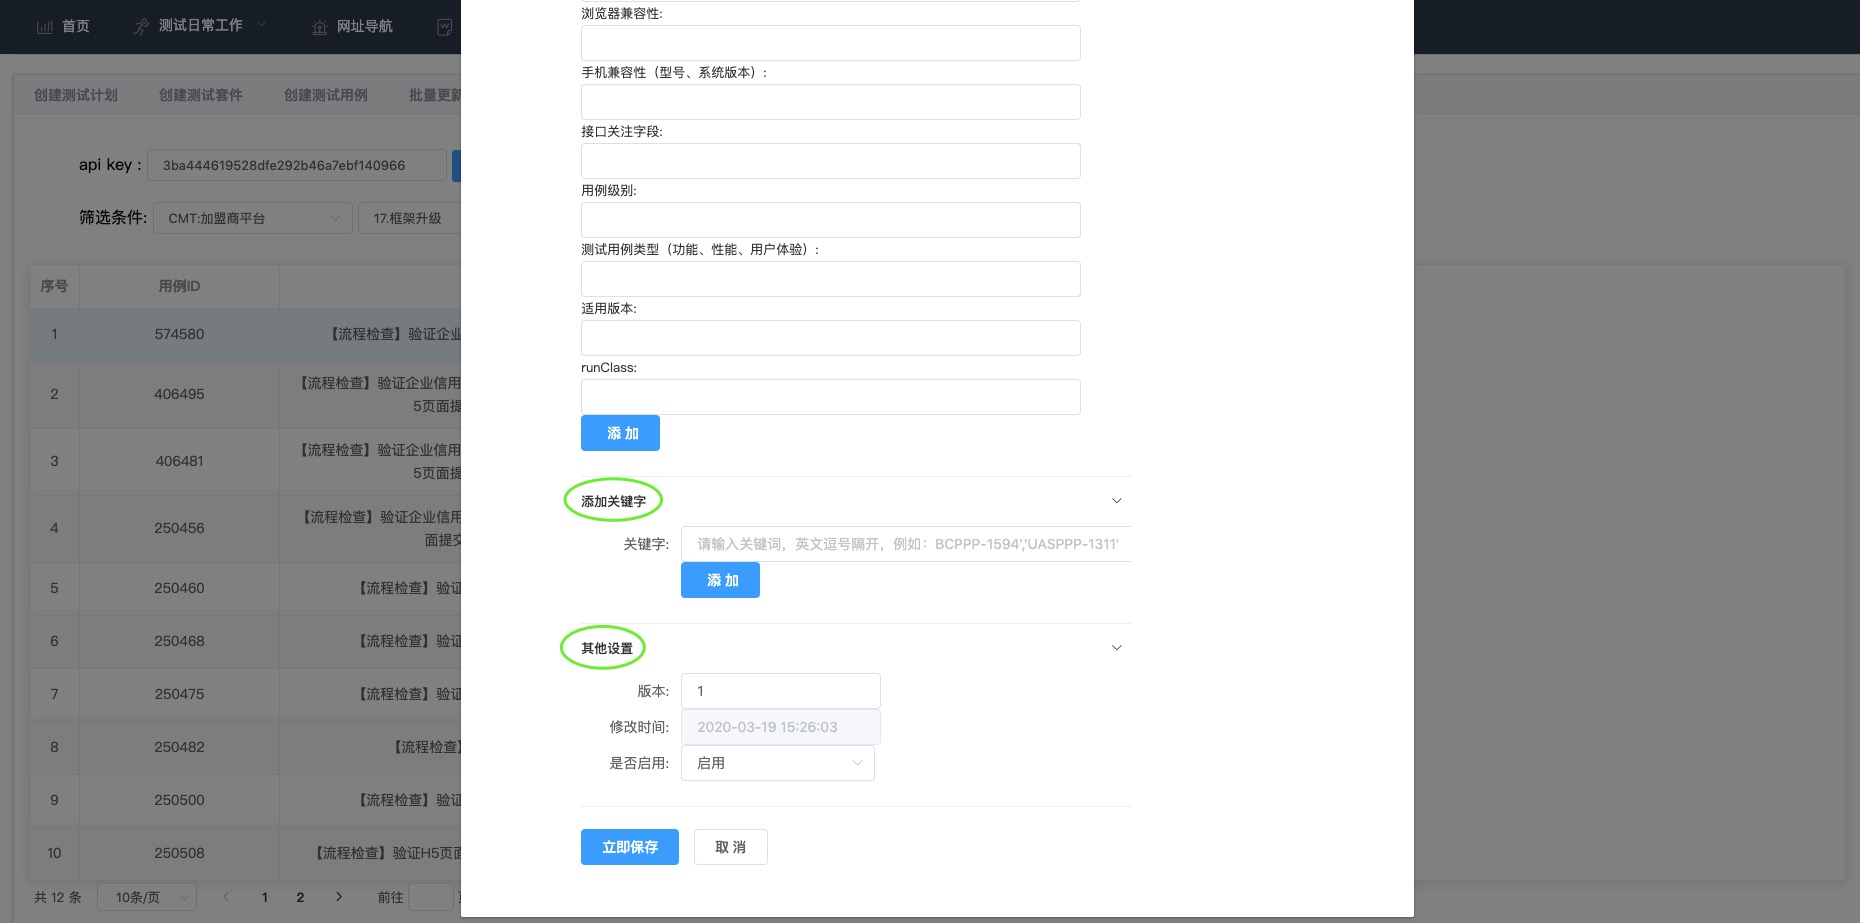 首页
测试日常工作
网址导航
创建测试计划
创建测试套件
创建测试用例
批量更新
api key :
3ba444619528dfe292b46a7ebf140966
筛选条件:
CMT:加盟商平台
17.框架升级
序号
用例ID
1
574580
【流程检查】验证企业
2
406495
【流程检查】验证企业信用
5页面提
3
406481
【流程检查】验证企业信用
5页面提
4
250456
【流程检查】验证企业信用
面提交
5
250460
【流程检查】验证
6
250468
【流程检查】验证
7
250475
【流程检查】验证
8
250482
【流程检查】
9
250500
【流程检查】验证
10
250508
【流程检查】验证H5页面
共 12 条
10条/页
1
2
前往
浏览器兼容性:
手机兼容性（型号、系统版本）:
接口关注字段:
用例级别:
测试用例类型（功能、性能、用户体验）:
适用版本:
runClass:
添 加
添加关键字
关键字:
请输入关键词，英文逗号隔开，例如：BCPPP-1594','UASPPP-1311'
添 加
其他设置
版本:
1
修改时间:
2020-03-19 15:26:03
是否启用:
启用
立即保存
取 消